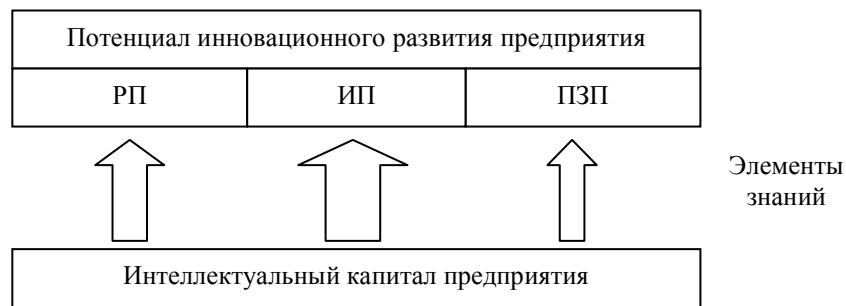 Потенциал инновационного развития предприятия
РП ИП ПЗП
Элементы
знаний
Интеллектуальный капитал предприятия